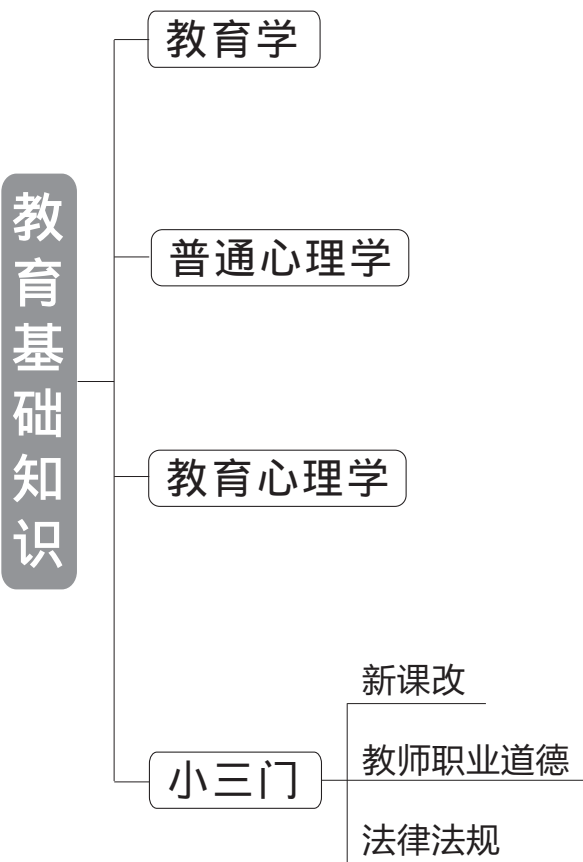 教育基础知识
教育学
普通心理学
教育心理学
小三门
新课改
教师职业道德
法律法规